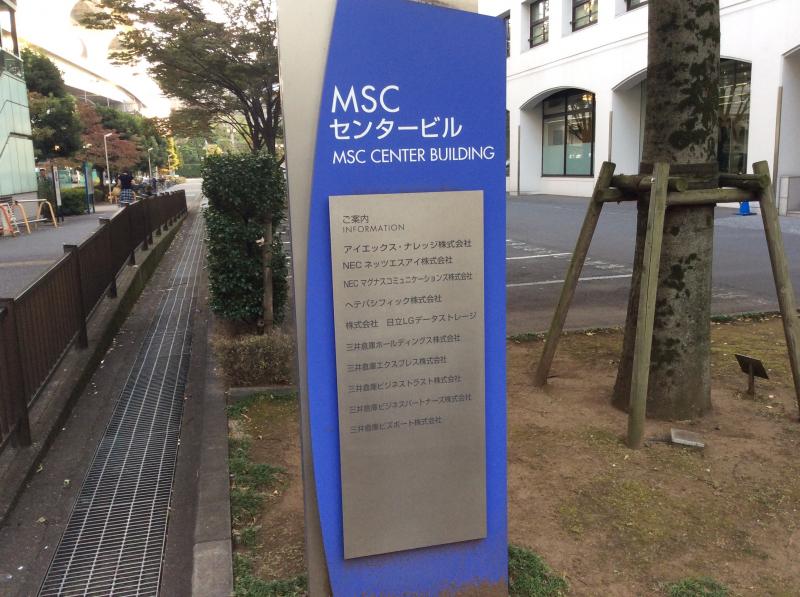 MSC
センタービル
MSC CENTER BUILDING
ご案内
INFORMATION
アイエックス・ナレッジ株式会社
NEC ネッツエスアイ株式会社
NEC マグナスコミュニケーションズ株式会社
ヘテパシフィック株式会社
株式会社 日立LGデータストレージ
三井倉庫ホールディングス株式会社
三井倉庫エクスプレス株式会社
三井倉庫ビジネストラスト株式会社
三井倉庫ビジネスパートナーズ株式会社
三井倉庫ビズポート株式会社